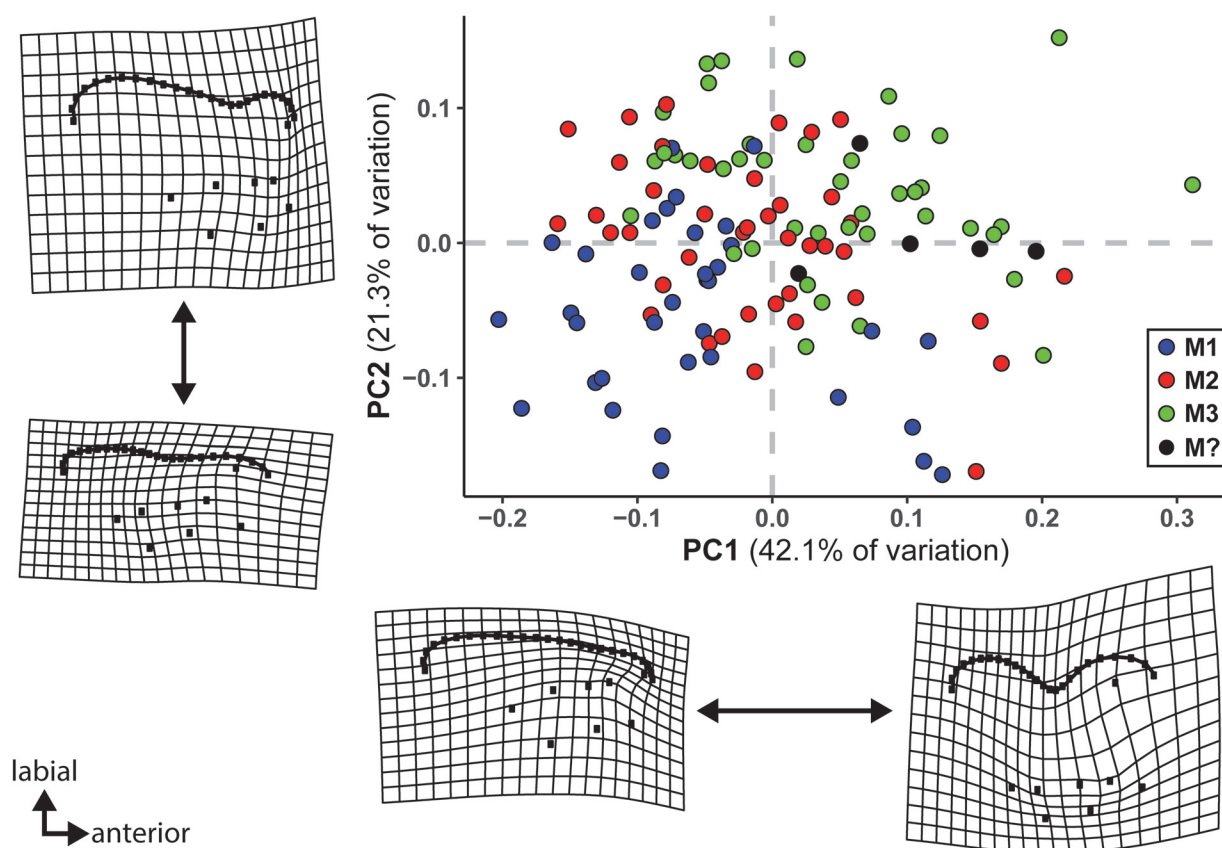 PC2 (21.3% of variation)
0.1
0.0
−0.1
M1
M2
M3
M?
−0.2
−0.1
0.0
0.1
0.2
0.3
PC1 (42.1% of variation)
labial
anterior